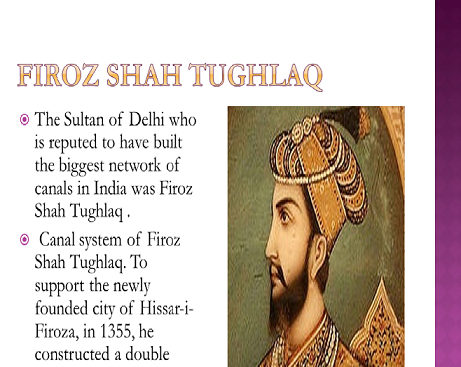 FIROZ SHAH TUGHLAQ
The Sultan of Delhi who
is reputed to have built
the biggest network of
canals in India was Firoz
Shah Tughlaq .
Canal system of Firoz
Shah Tughlaq. To
support the newly
founded city of Hissar-i-
Firoza, in 1355, he
constructed a double